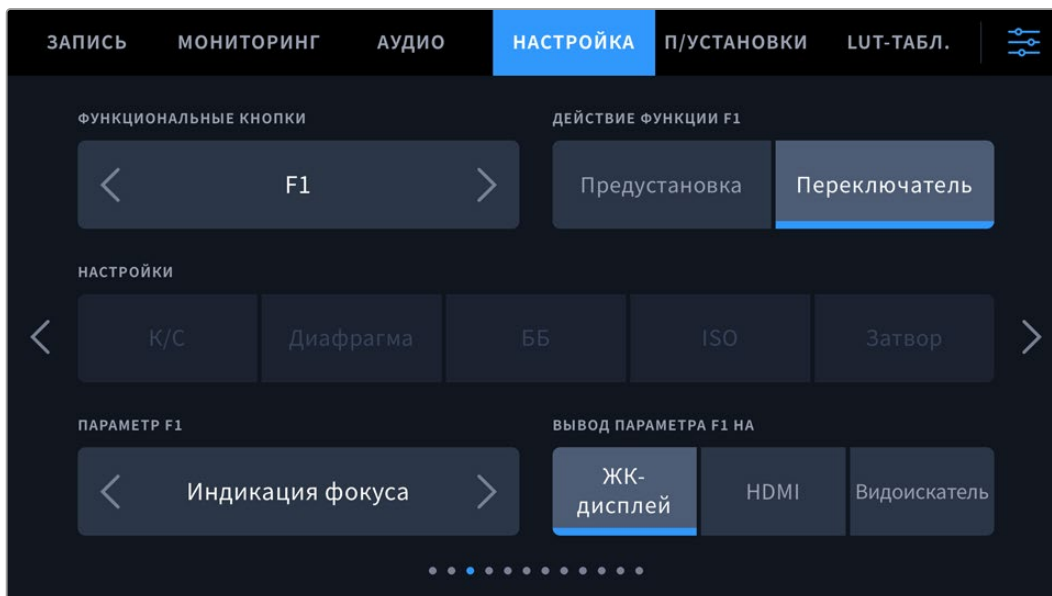 ЗАПИСЬ МОНИТОРИНГ АУДИО НАСТРОЙКА П/УСТАНОВКИ LUT-ТАБЛ.
ФУНКЦИОНАЛЬНЫЕ КНОПКИ ДЕЙСТВИЕ ФУНКЦИИ F1
F1 Предустановка Переключатель
НАСТРОЙКИ
К/С Диафрагма ББ ISO Затвор
ПАРАМЕТР F1 ВЫВОД ПАРАМЕТРА F1 НА
Индикация фокуса ЖК-
дисплей HDMI Видоискатель